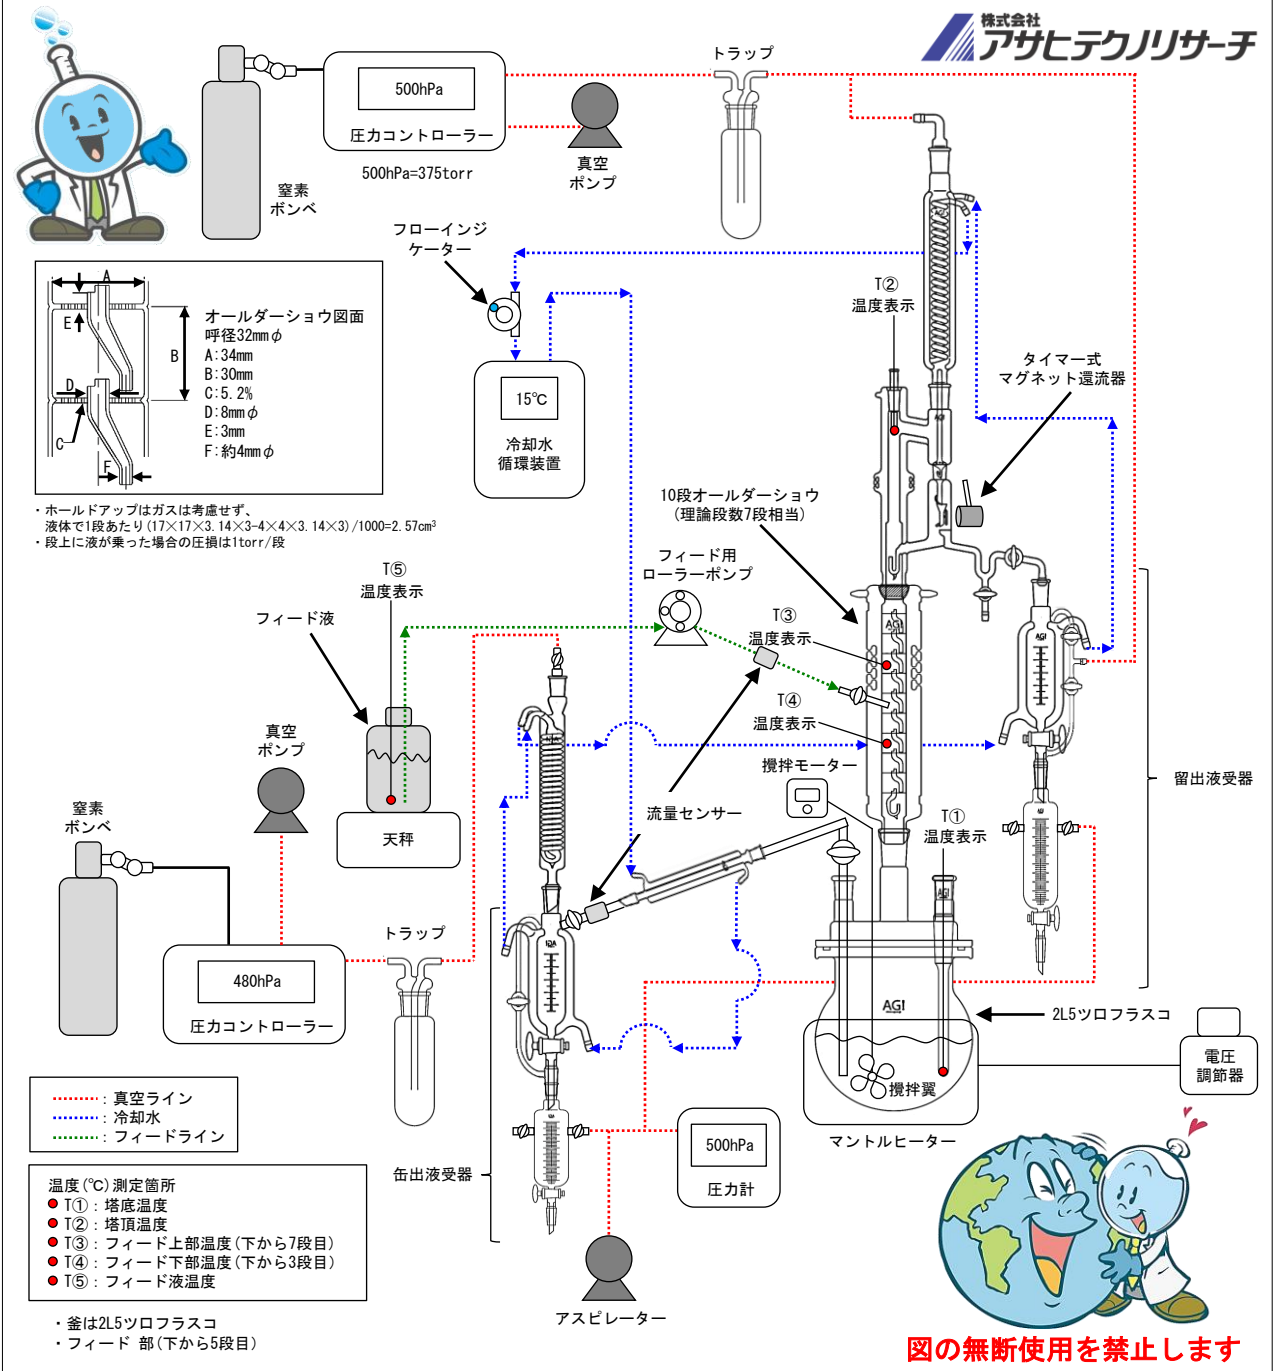 株式会社
アサヒテクノリサーチ
トラップ
500hPa
圧力コントローラー
500hPa=375torr
真空
ポンプ
窒素
ボンベ
フローインジ
ケーター
T②
温度表示
A
E
B
D
C
F
オールダーショウ図面
呼径32mmφ
A:34mm
B:30mm
C:5.2%
D:8mmφ
E:3mm
F:約4mmφ
タイマー式
マグネット還流器
15℃
冷却水
循環装置
10段オールダーショウ
(理論段数7段相当)
・ホールドアップはガスは考慮せず、
液体で1段あたり(17×17×3.14×3-4×4×3.14×3)/1000=2.57cm³
・段上に液が乗った場合の圧損は1torr/段
T⑤
温度表示
フィード用
ローラーポンプ
フィード液
T③
温度表示
AGI
AGI
AGI
T④
温度表示
真空
ポンプ
攪拌モーター
留出液受器
窒素
ボンベ
天秤
流量センサー
T①
温度表示
AGI
トラップ
480hPa
圧力コントローラー
AGI
2L5ツロフラスコ
電圧
調節器
攪拌翼
マントルヒーター
……… : 真空ライン
……… : 冷却水
……… : フィードライン
500hPa
圧力計
缶出液受器
温度(℃)測定箇所
T①：塔底温度
T②：塔頂温度
T③：フィード上部温度(下から7段目)
T④：フィード下部温度(下から3段目)
T⑤：フィード液温度
アスピレーター
・釜は2L5ツロフラスコ
・フィード 部(下から5段目)
図の無断使用を禁止します